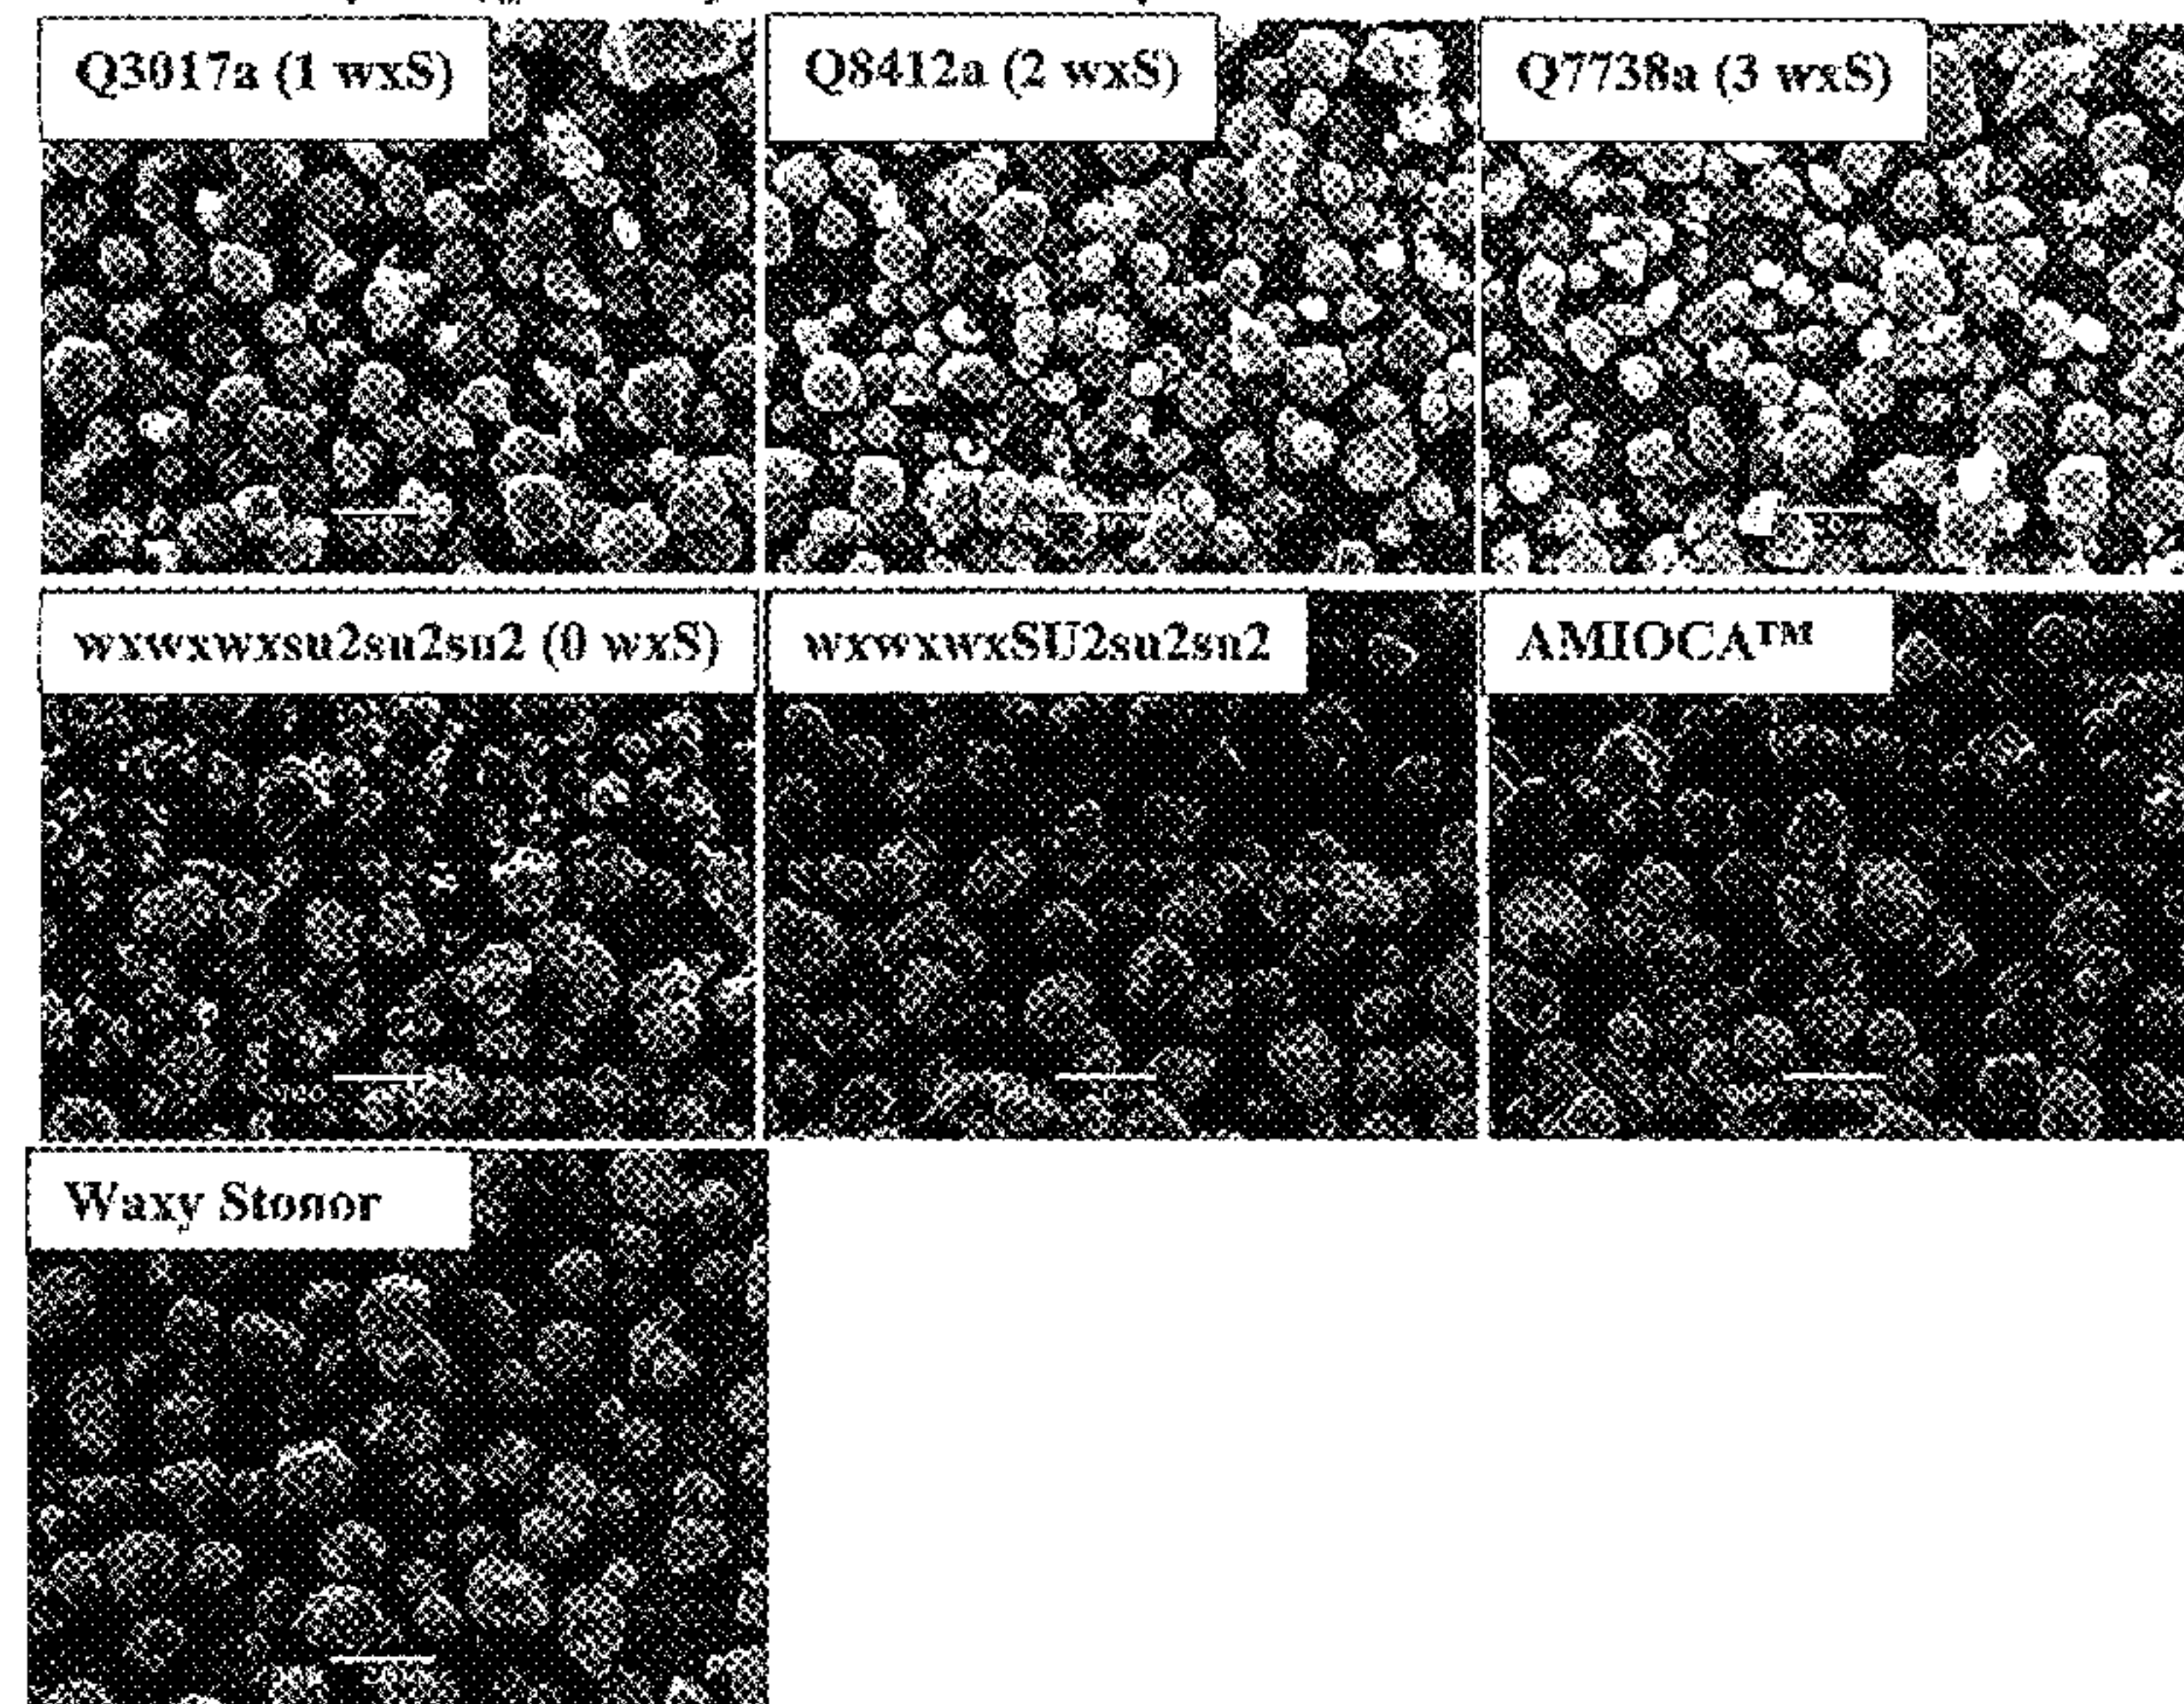 Q3017a (1 wxS)
Q8412a (2 wxS)
Q7738a (3 wxS)
wxwxwxsu2su2su2 (0 wxS)
wxwxwxSU2su2su2
AMIOCA™
Waxy Stonor